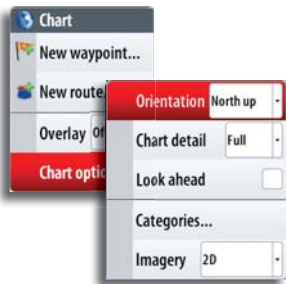 Chart
New waypoint...
New route
Overlay
Chart optio
Orientation North up
Chart detail Full
Look ahead
Categories...
Imagery 2D